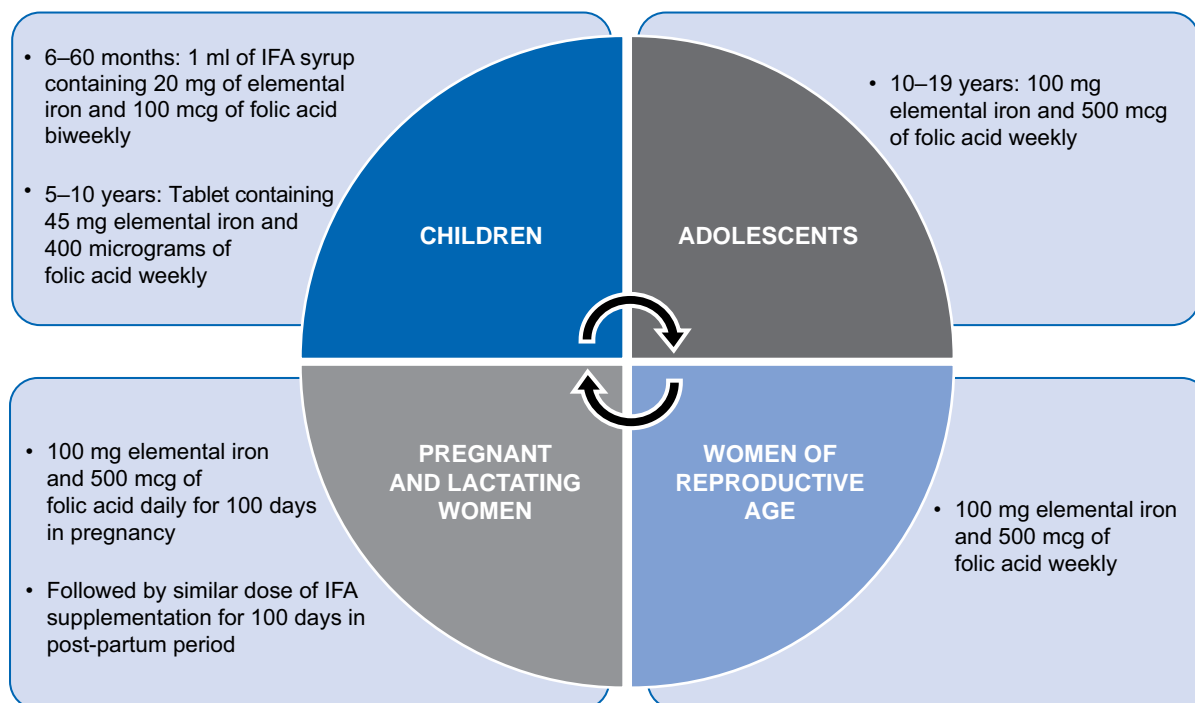 • 6–60 months: 1 ml of IFA syrup
containing 20 mg of elemental
iron and 100 mcg of folic acid
biweekly
• 5–10 years: Tablet containing
45 mg elemental iron and
400 micrograms of
folic acid weekly
CHILDREN
• 10–19 years: 100 mg
elemental iron and 500 mcg
of folic acid weekly
ADOLESCENTS
• 100 mg elemental iron
and 500 mcg of
folic acid daily for 100 days
in pregnancy
• Followed by similar dose of IFA
supplementation for 100 days in
post-partum period
PREGNANT
AND LACTATING
WOMEN
WOMEN OF
REPRODUCTIVE
AGE
• 100 mg elemental iron
and 500 mcg of
folic acid weekly